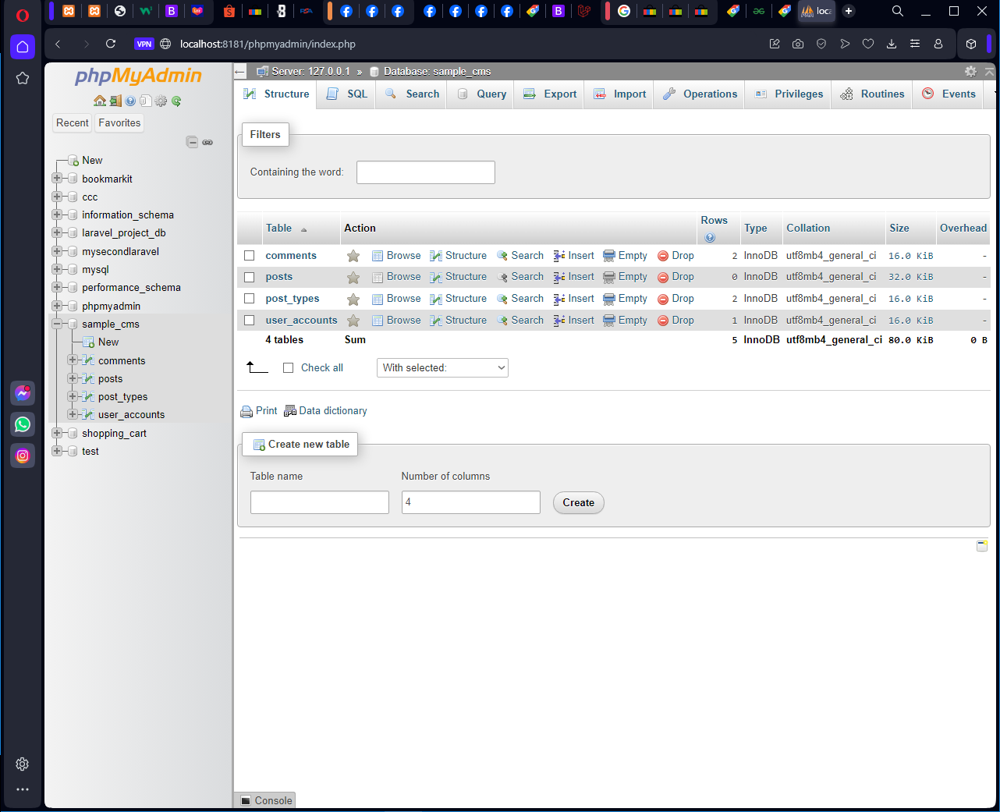 loca
VPN
localhost:8181/phpmyadmin/index.php
phpMyAdmin
Recent
Favorites
New
bookmarkit
ccc
information_schema
laravel_project_db
mysecondlaravel
mysql
performance_schema
phpmyadmin
sample_cms
New
comments
posts
post_types
user_accounts
shopping_cart
test
Server: 127.0.0.1 » Database: sample_cms
Structure SQL Search Query Export Import Operations Privileges Routines Events
Filters
Containing the word:
Table Action Rows Type Collation Size Overhead
comments Browse Structure Search Insert Empty Drop 2 InnoDB utf8mb4_general_ci 16.0 KiB -
posts Browse Structure Search Insert Empty Drop 0 InnoDB utf8mb4_general_ci 32.0 KiB -
post_types Browse Structure Search Insert Empty Drop 2 InnoDB utf8mb4_general_ci 16.0 KiB -
user_accounts Browse Structure Search Insert Empty Drop 1 InnoDB utf8mb4_general_ci 16.0 KiB -
4 tables Sum 5 InnoDB utf8mb4_general_ci 80.0 KiB 0 B
Check all With selected:
Print Data dictionary
Create new table
Table name Number of columns
4 Create
Console